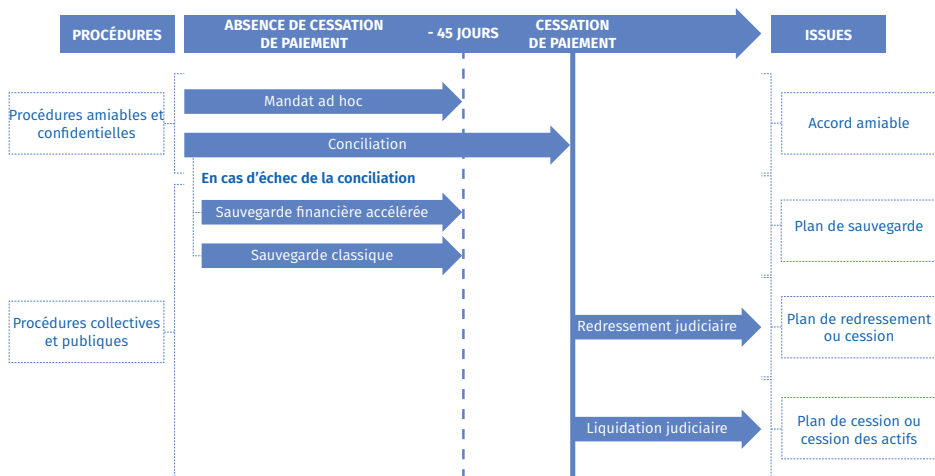 PROCÉDURES
ABSENCE DE CESSATION
DE PAIEMENT
- 45 JOURS
CESSATION
DE PAIEMENT
ISSUES
Procédures amiables et
confidentielles
Mandat ad hoc
Conciliation
Accord amiable
En cas d’échec de la conciliation
Sauvegarde financière accélérée
Sauvegarde classique
Plan de sauvegarde
Procédures collectives
et publiques
Redressement judiciaire
Plan de redressement
ou cession
Liquidation judiciaire
Plan de cession ou
cession des actifs